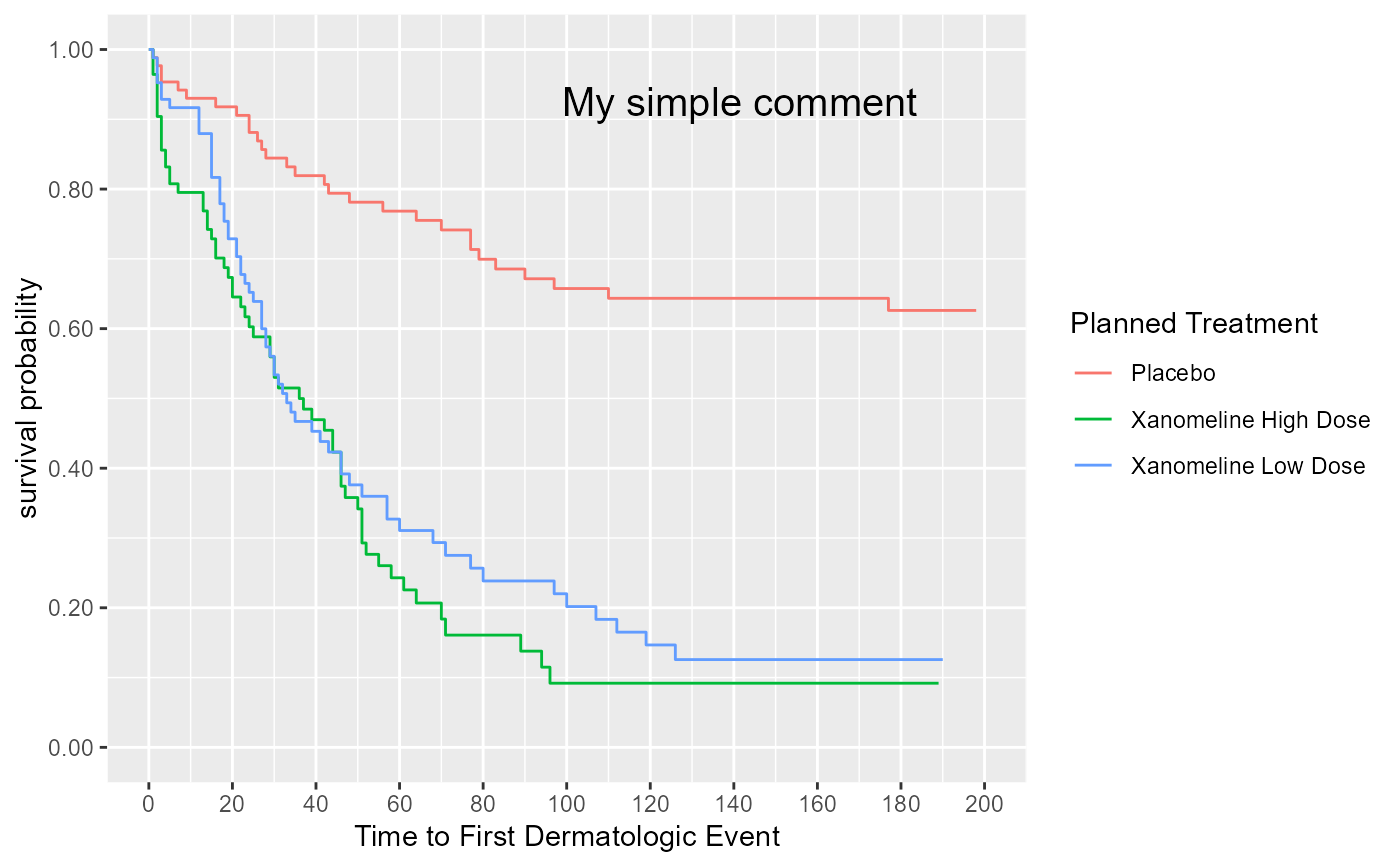 My simple comment
1.00
0.80
0.60
0.40
0.20
0.00
survival probability
0 20 40 60 80 100 120 140 160 180 200
Time to First Dermatologic Event
Planned Treatment
Placebo
Xanomeline High Dose
Xanomeline Low Dose